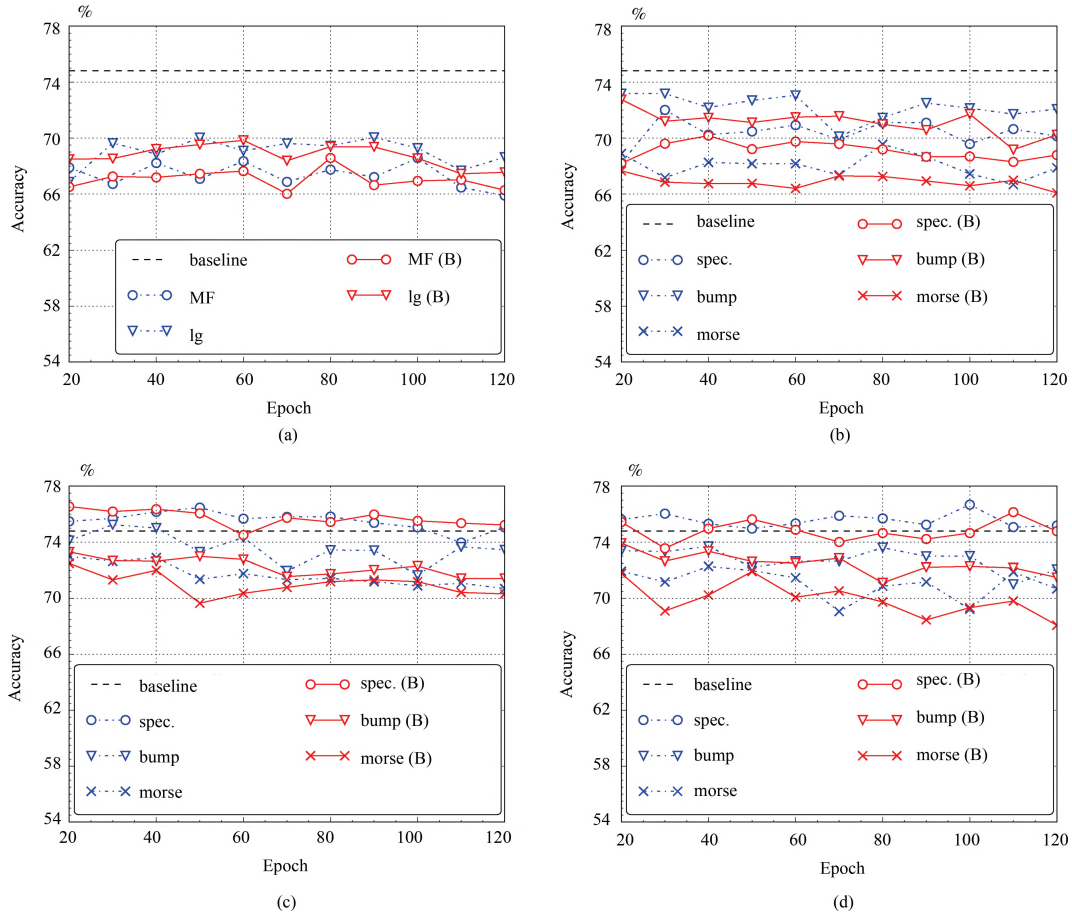 %
78
74
70
66
62
58
54
Accuracy
baseline
MF
lg
MF (B)
lg (B)
20 40 60 80 100 120
Epoch
(a)
%
78
74
70
66
62
58
54
Accuracy
baseline
spec.
bump
morse
spec. (B)
bump (B)
morse (B)
20 40 60 80 100 120
Epoch
(b)
%
78
74
70
66
62
58
54
Accuracy
baseline
spec.
bump
morse
spec. (B)
bump (B)
morse (B)
20 40 60 80 100 120
Epoch
(c)
%
78
74
70
66
62
58
54
Accuracy
baseline
spec.
bump
morse
spec. (B)
bump (B)
morse (B)
20 40 60 80 100 120
Epoch
(d)